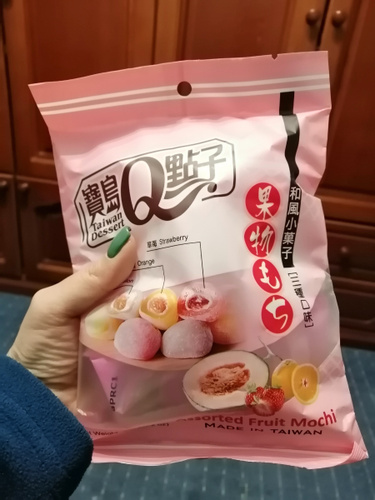 寶島
Q點子
Taiwan
Dessert
和風小菓子
果物もち
[三種口味]
草莓 Strawberry
Orange
Assorted Fruit Mochi
MADE IN TAIWAN